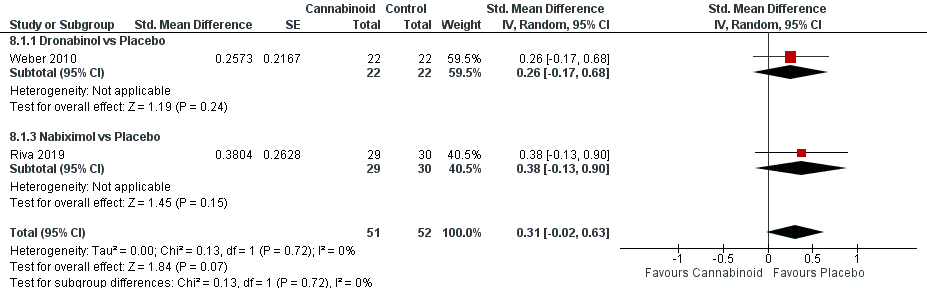 Cannabinoid Control Std. Mean Difference Std. Mean Difference
Study or Subgroup Std. Mean Difference SE Total Total Weight IV, Random, 95% CI IV, Random, 95% CI
8.1.1 Dronabinol vs Placebo
Weber 2010 0.2573 0.2167 22 22 59.5% 0.26 [-0.17, 0.68]
Subtotal (95% CI) 22 22 59.5% 0.26 [-0.17, 0.68]
Heterogeneity: Not applicable
Test for overall effect: Z = 1.19 (P = 0.24)
8.1.3 Nabiximol vs Placebo
Riva 2019 0.3804 0.2628 29 30 40.5% 0.38 [-0.13, 0.90]
Subtotal (95% CI) 29 30 40.5% 0.38 [-0.13, 0.90]
Heterogeneity: Not applicable
Test for overall effect: Z = 1.45 (P = 0.15)
Total (95% CI) 51 52 100.0% 0.31 [-0.02, 0.63]
Heterogeneity: Tau² = 0.00; Chi² = 0.13, df = 1 (P = 0.72); I² = 0%
Test for overall effect: Z = 1.84 (P = 0.07)
Test for subgroup differences: Chi² = 0.13, df = 1 (P = 0.72), I² = 0%
-1 -0.5 0 0.5 1
Favours Cannabinoid Favours Placebo